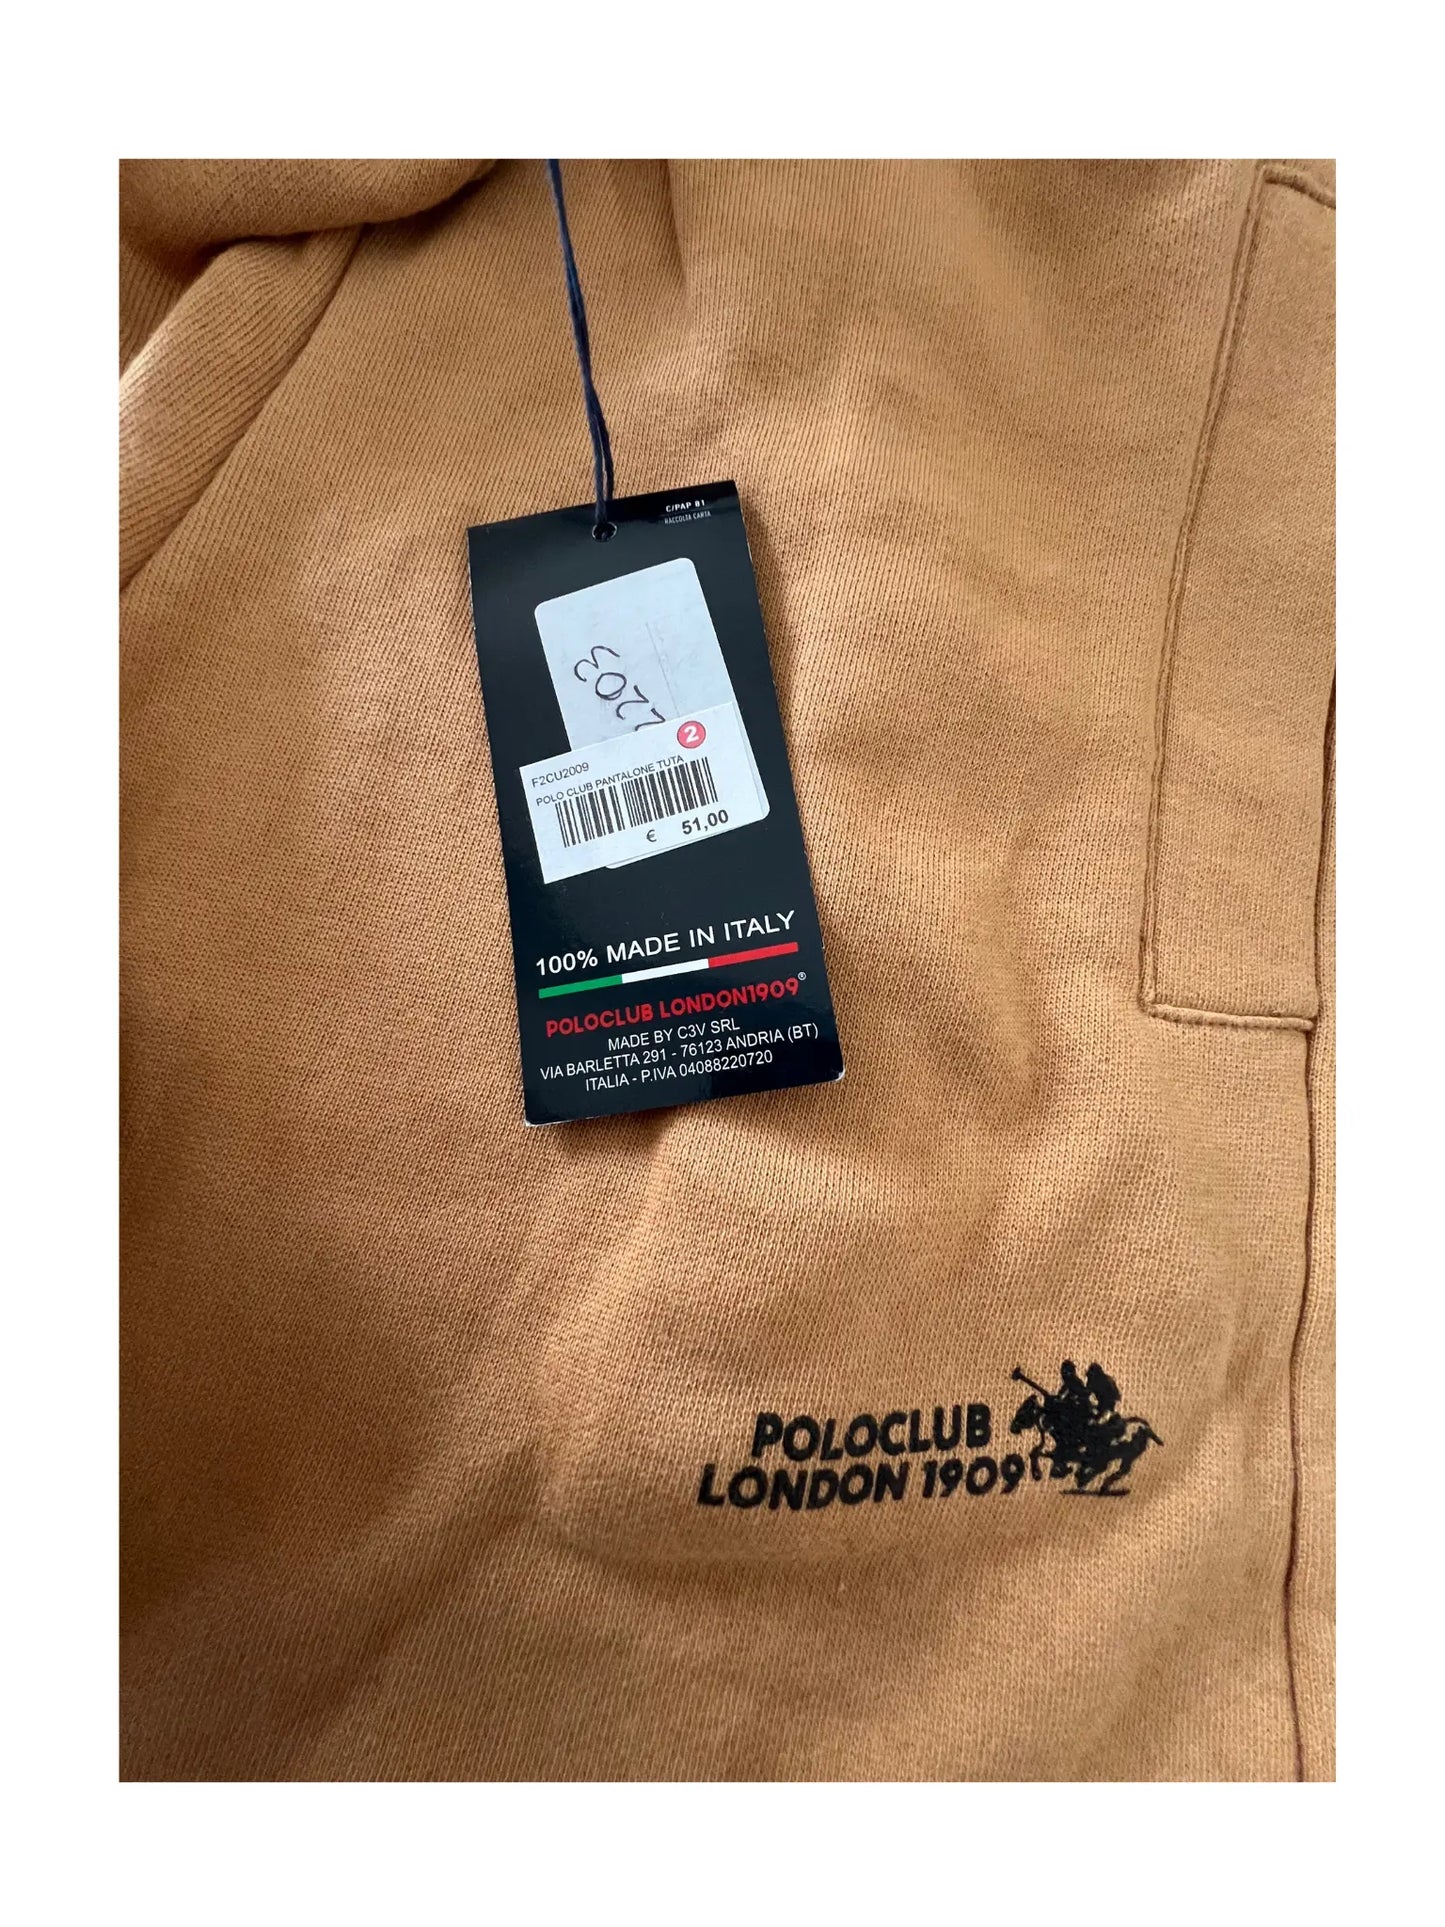 C/PAP 81
RACCOLTA CARTA
2203
2
F2CU2009
POLO CLUB PANTALONE TUTA
€ 51,00
100% MADE IN ITALY
POLOCLUB LONDON1909®
MADE BY C3V SRL
VIA BARLETTA 291 - 76123 ANDRIA (BT)
ITALIA - P.IVA 04088220720
POLOCLUB
LONDON 1909